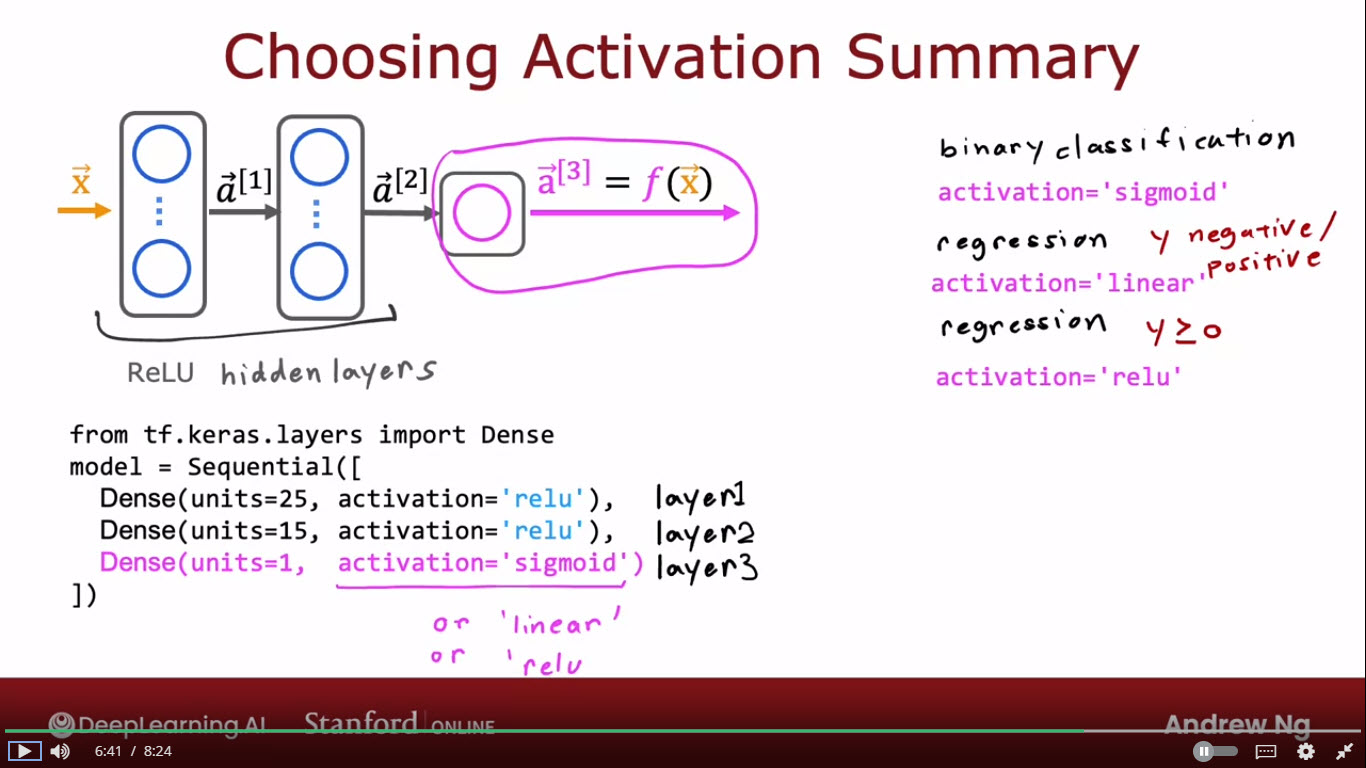 Choosing Activation Summary
x⃗
a⃗[1]
a⃗[2]
a⃗[3] = f(x⃗)
ReLU hidden layers
binary classification
activation='sigmoid'
regression y negative/
positive
activation='linear'
regression y ≥ 0
activation='relu'
from tf.keras.layers import Dense
model = Sequential([
Dense(units=25, activation='relu'), layer1
Dense(units=15, activation='relu'), layer2
Dense(units=1, activation='sigmoid') layer3
])
or 'linear'
or 'relu
DeepLearning.AI Stanford ONLINE Andrew Ng
6:41 / 8:24